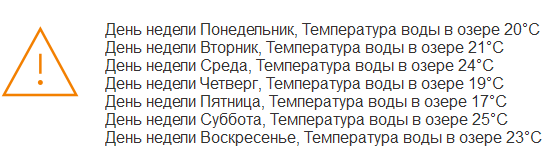 День недели Понедельник, Температура воды в озере 20°C
День недели Вторник, Температура воды в озере 21°C
День недели Среда, Температура воды в озере 24°C
День недели Четверг, Температура воды в озере 19°C
День недели Пятница, Температура воды в озере 17°C
День недели Суббота, Температура воды в озере 25°C
День недели Воскресенье, Температура воды в озере 23°C